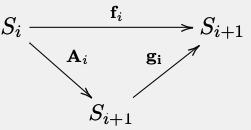 f_i
S_i S_{i+1}
A_i g_i
S_{i+1}